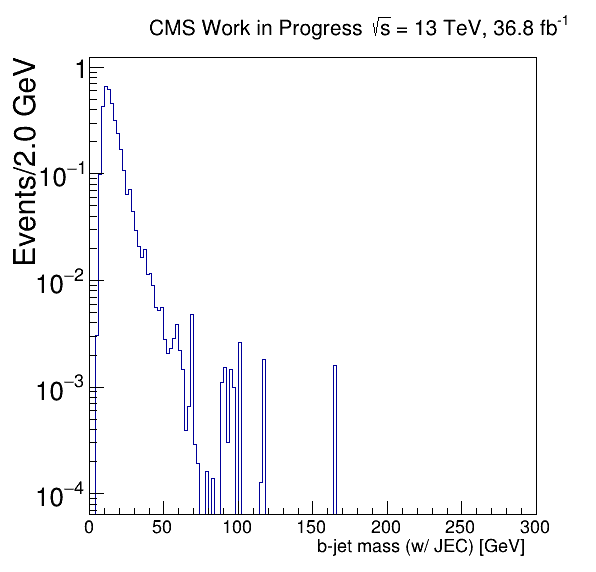 CMS Work in Progress √s = 13 TeV, 36.8 fb⁻¹
Events/2.0 GeV
1
10⁻¹
10⁻²
10⁻³
10⁻⁴
0 50 100 150 200 250 300
b-jet mass (w/ JEC) [GeV]